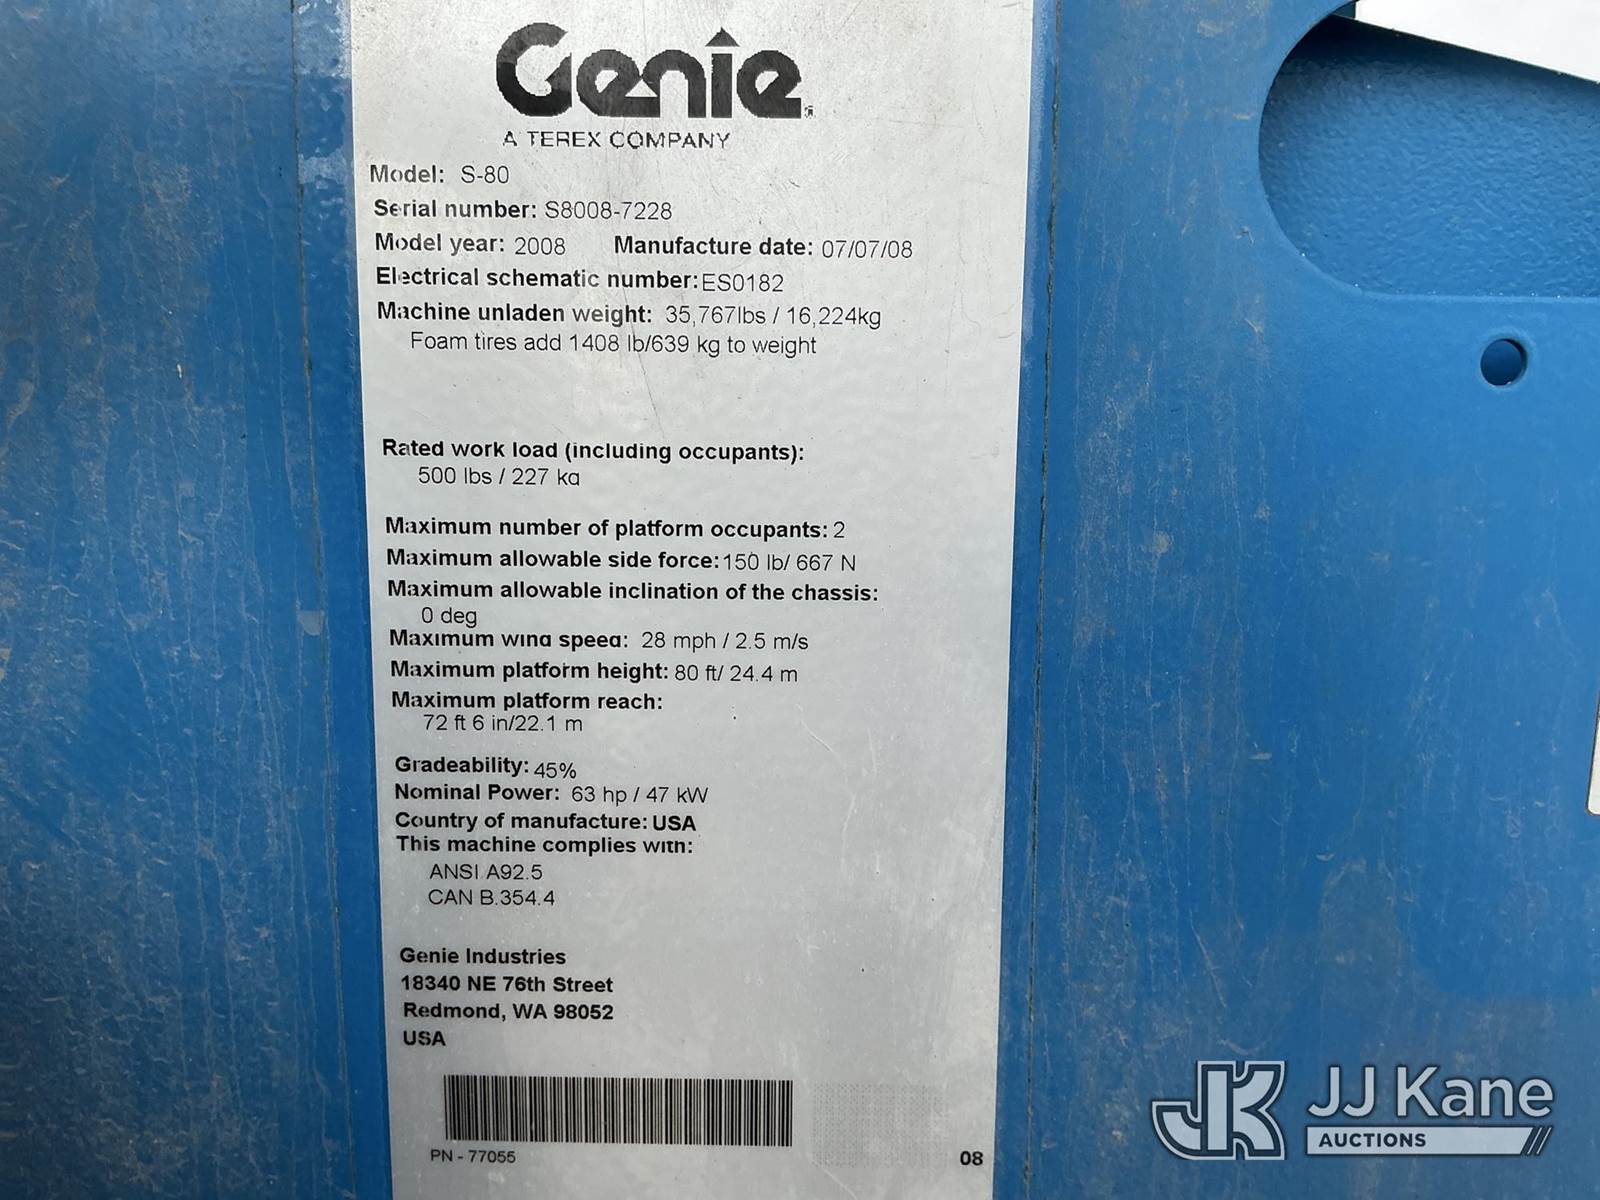 Genie
A TEREX COMPANY
Model: S-80
Serial number: S8008-7228
Model year: 2008 Manufacture date: 07/07/08
Electrical schematic number: ES0182
Machine unladen weight: 35,767lbs / 16,224kg
Foam tires add 1408 lb/639 kg to weight
Rated work load (including occupants):
500 lbs / 227 kg
Maximum number of platform occupants: 2
Maximum allowable side force: 150 lb/ 667 N
Maximum allowable inclination of the chassis:
0 deg
Maximum wind speed: 28 mph / 2.5 m/s
Maximum platform height: 80 ft/ 24.4 m
Maximum platform reach:
72 ft 6 in/22.1 m
Gradeability: 45%
Nominal Power: 63 hp / 47 kW
Country of manufacture: USA
This machine complies with:
ANSI A92.5
CAN B.354.4
Genie Industries
18340 NE 76th Street
Redmond, WA 98052
USA
PN - 77055 08
JK JJ Kane
AUCTIONS